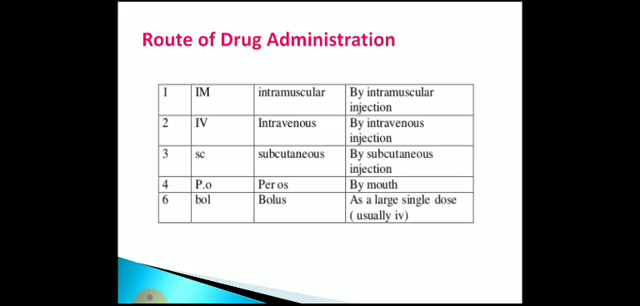 Route of Drug Administration
1 IM intramuscular By intramuscular
injection
2 IV Intravenous By intravenous
injection
3 sc subcutaneous By subcutaneous
injection
4 P.o Per os By mouth
6 bol Bolus As a large single dose
( usually iv)